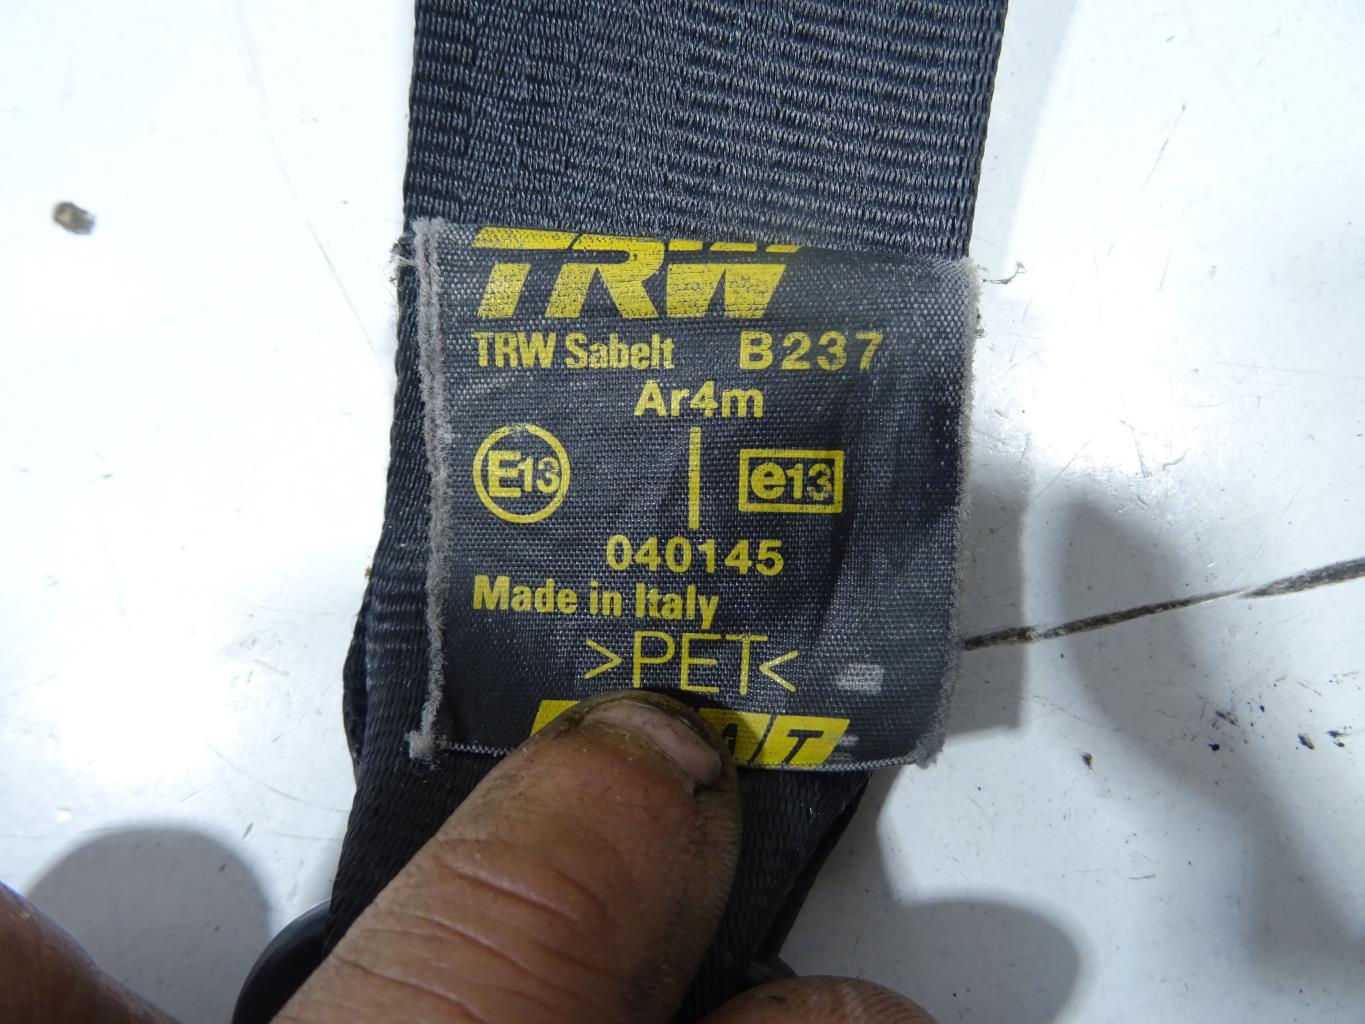 TRW
TRW Sabelt B237
Ar4m
E13 e13
040145
Made in Italy
>PET<